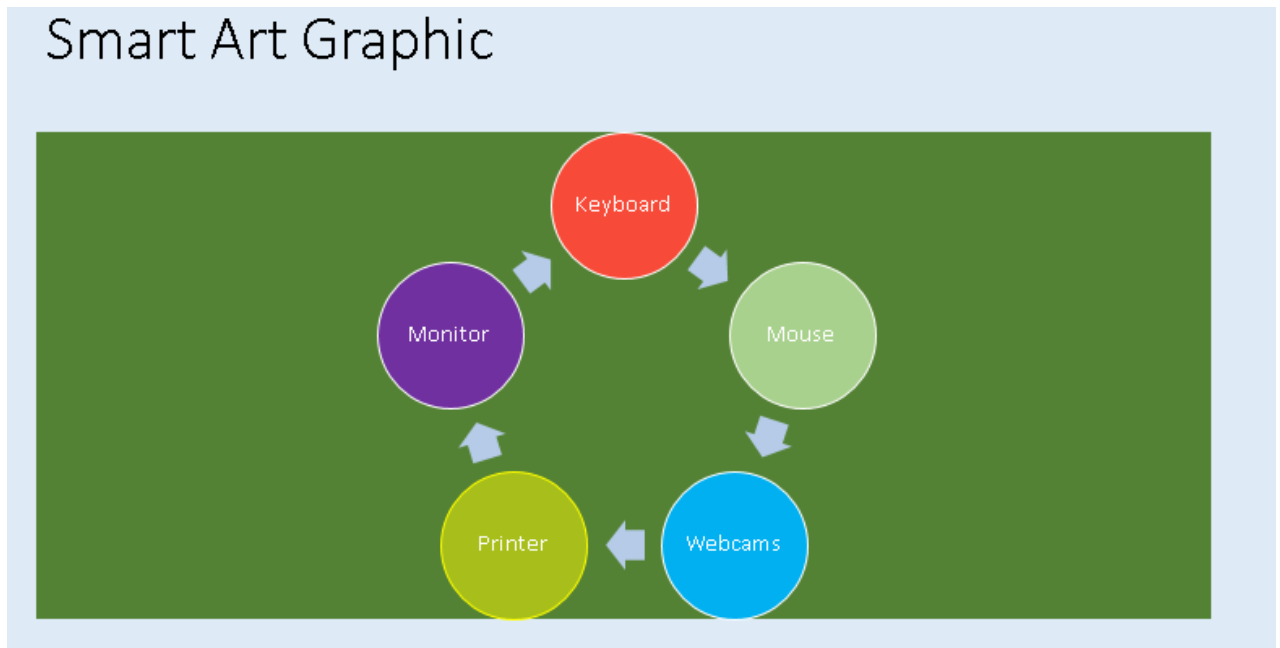 Smart Art Graphic
Keyboard
Mouse
Webcams
Printer
Monitor